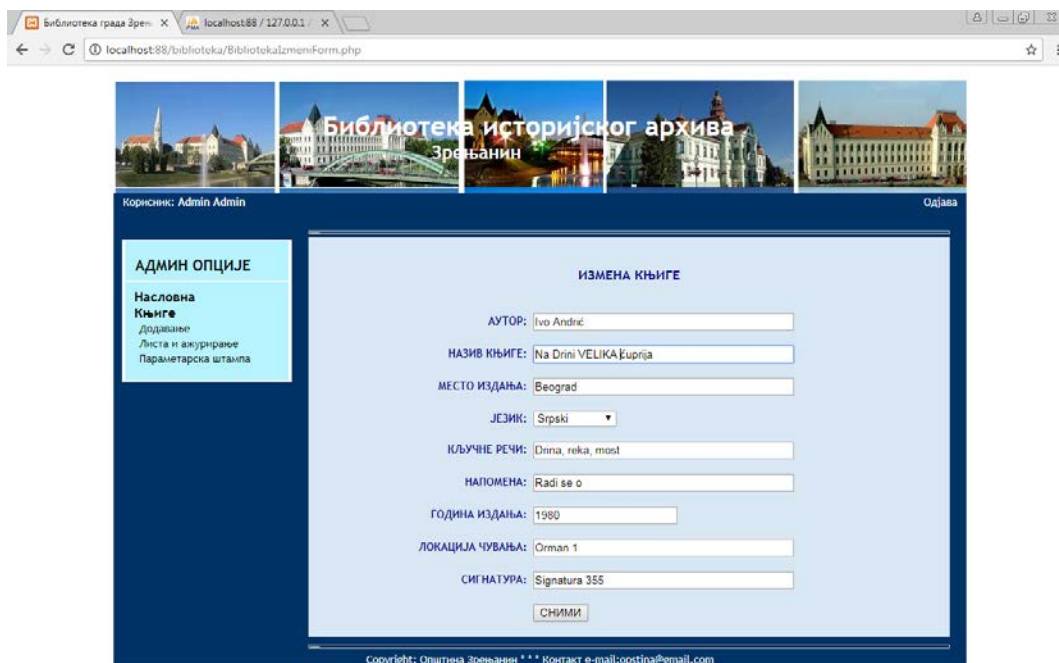 Библиотека града Зрен
localhost:88 / 127.0.0.1 /
localhost:88/biblioteka/BibliotekaIzmeniForm.php
Библиотека историјског архива
Зрењанин
Корисник: Admin Admin
Одјава
АДМИН ОПЦИЈЕ
Насловна
Књиге
Додавање
Листа и ажурирање
Параметарска штампа
ИЗМЕНА КЊИГЕ
АУТОР: Ivo Andrić
НАЗИВ КЊИГЕ: Na Drini VELIKA ćuprija
МЕСТО ИЗДАЊА: Beograd
ЈЕЗИК: Srpski
КЉУЧНЕ РЕЧИ: Drina, reka, most
НАПОМЕНА: Radi se o
ГОДИНА ИЗДАЊА: 1980
ЛОКАЦИЈА ЧУВАЊА: Orman 1
СИГНАТУРА: Signatura 355
СНИМИ
Copyright: Општина Зрењанин * * * Контакт e-mail:opstina@email.com